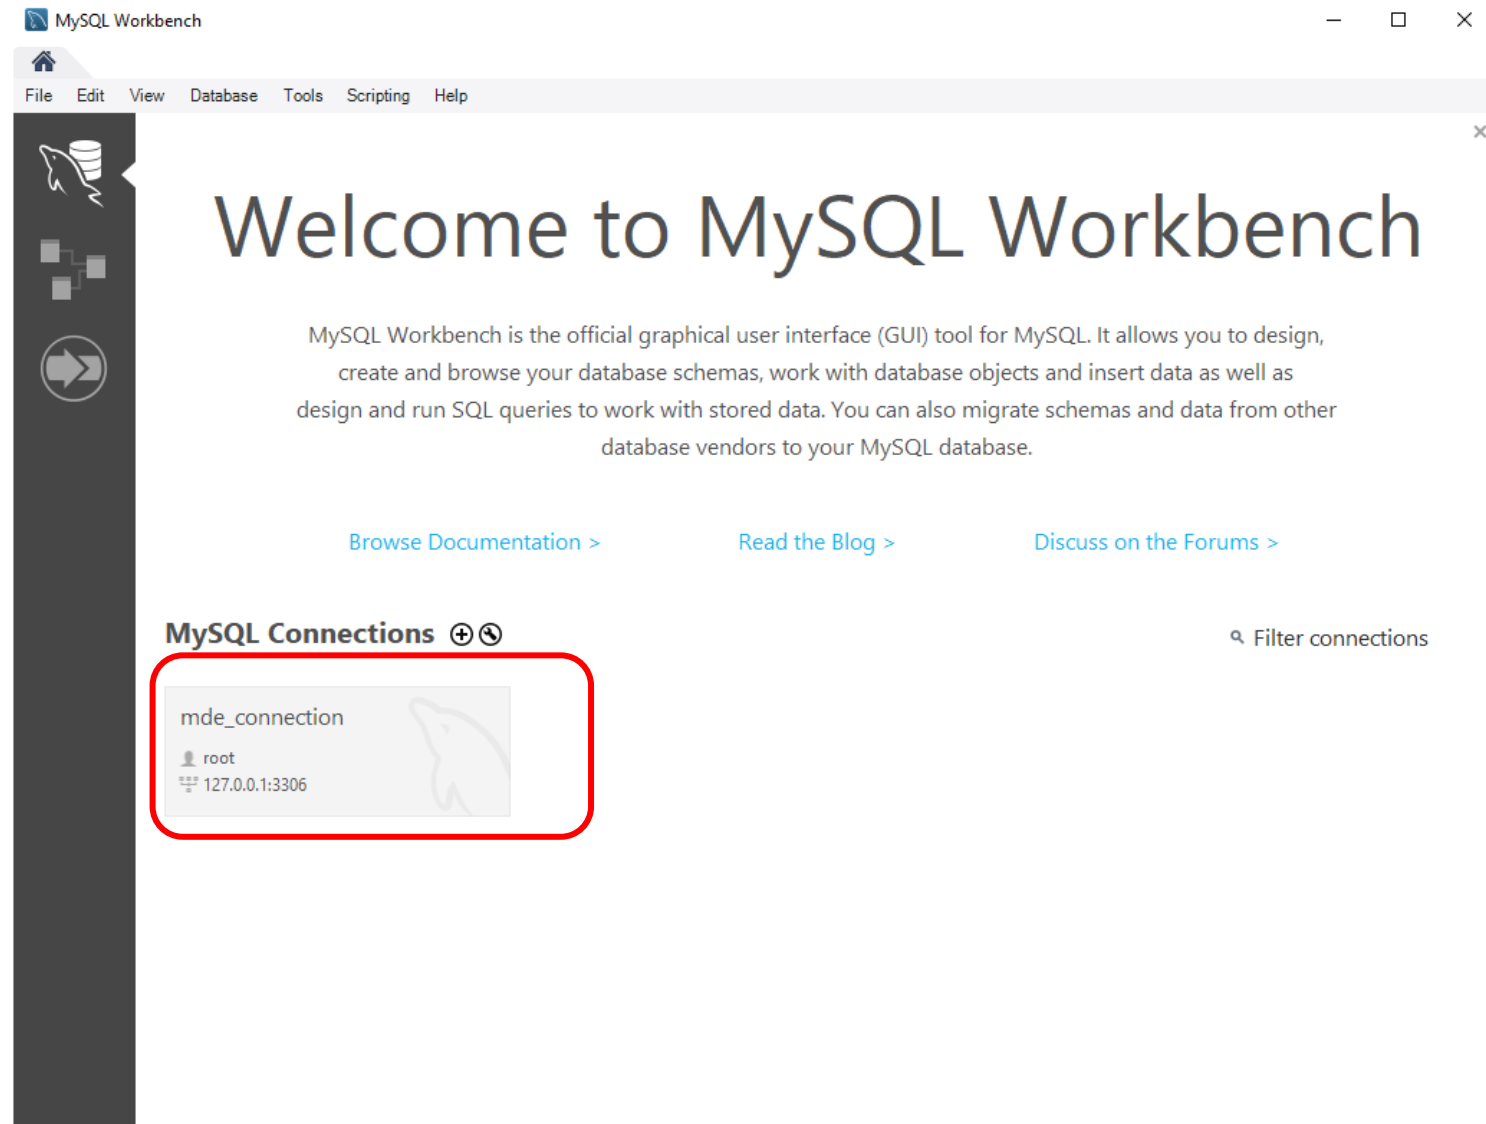 MySQL Workbench
File Edit View Database Tools Scripting Help
Welcome to MySQL Workbench
MySQL Workbench is the official graphical user interface (GUI) tool for MySQL. It allows you to design,
create and browse your database schemas, work with database objects and insert data as well as
design and run SQL queries to work with stored data. You can also migrate schemas and data from other
database vendors to your MySQL database.
Browse Documentation > Read the Blog > Discuss on the Forums >
MySQL Connections Filter connections
mde_connection
root
127.0.0.1:3306